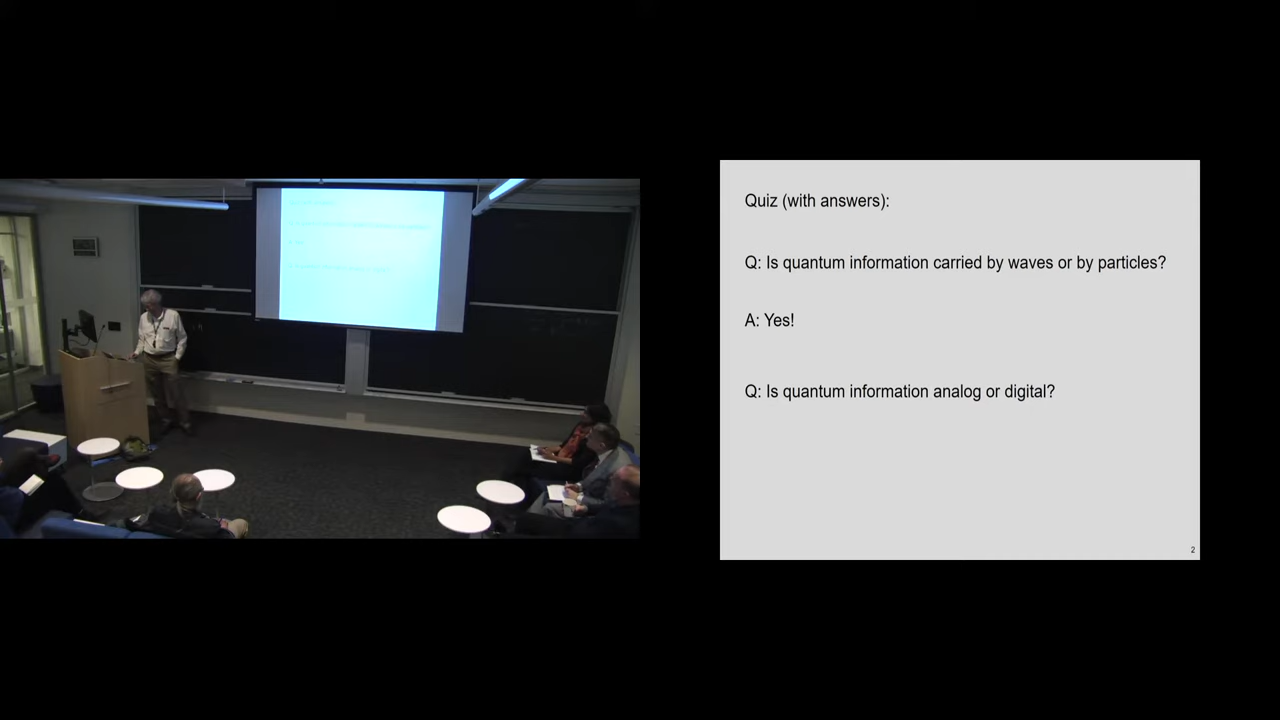 Quiz (with answers):
Q: Is quantum information carried by waves or by particles?
A: Yes!
Q: Is quantum information analog or digital?
2